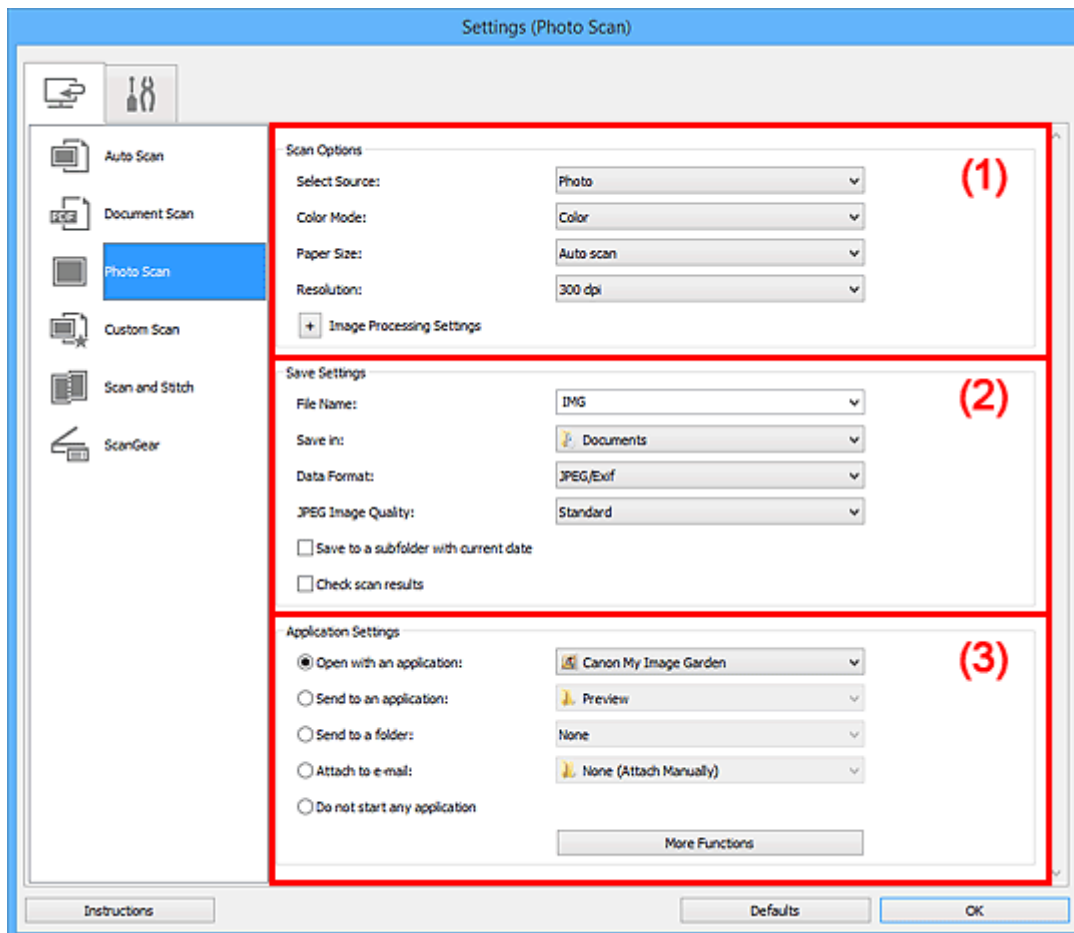 Settings (Photo Scan)
Auto Scan
PDF
Document Scan
Photo Scan
Custom Scan
Scan and Stitch
ScanGear
Scan Options
(1)
Select Source: Photo
Color Mode: Color
Paper Size: Auto scan
Resolution: 300 dpi
+ Image Processing Settings
Save Settings
(2)
File Name: IMG
Save in: Documents
Data Format: JPEG/Exif
JPEG Image Quality: Standard
Save to a subfolder with current date
Check scan results
Application Settings
(3)
Open with an application: Canon My Image Garden
Send to an application: Preview
Send to a folder: None
Attach to e-mail: None (Attach Manually)
Do not start any application
More Functions
Instructions Defaults OK